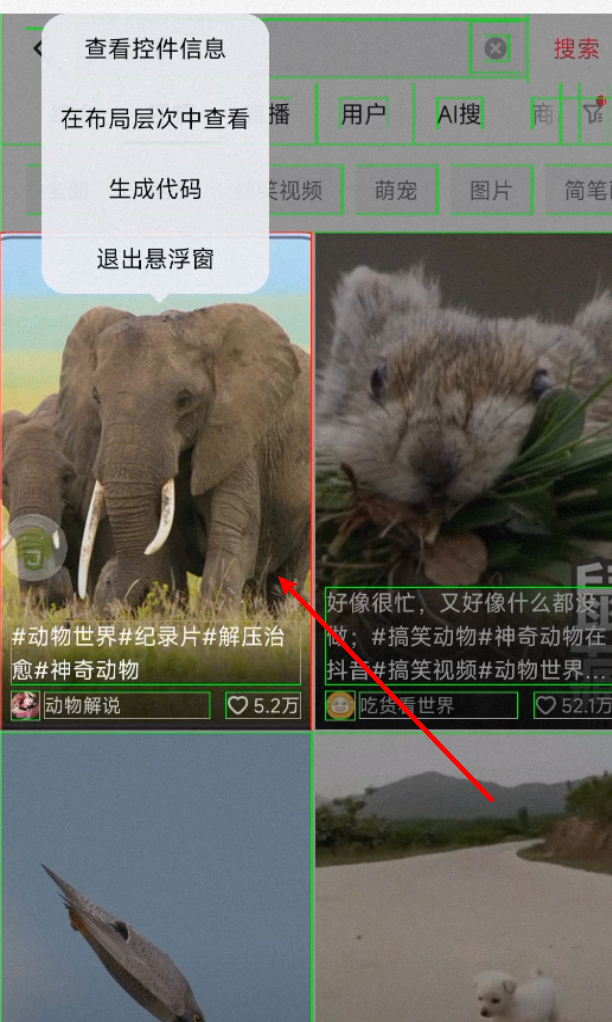 查看控件信息
搜索
在布局层次中查看
播
用户
AI搜
商
生成代码
笑视频
萌宠
图片
简笔画
退出悬浮窗
#动物世界#纪录片#解压治
愈#神奇动物
动物解说
5.2万
好像很忙，又好像什么都没
做；#搞笑动物#神奇动物在
抖音#搞笑视频#动物世界...
吃货看世界
52.1万